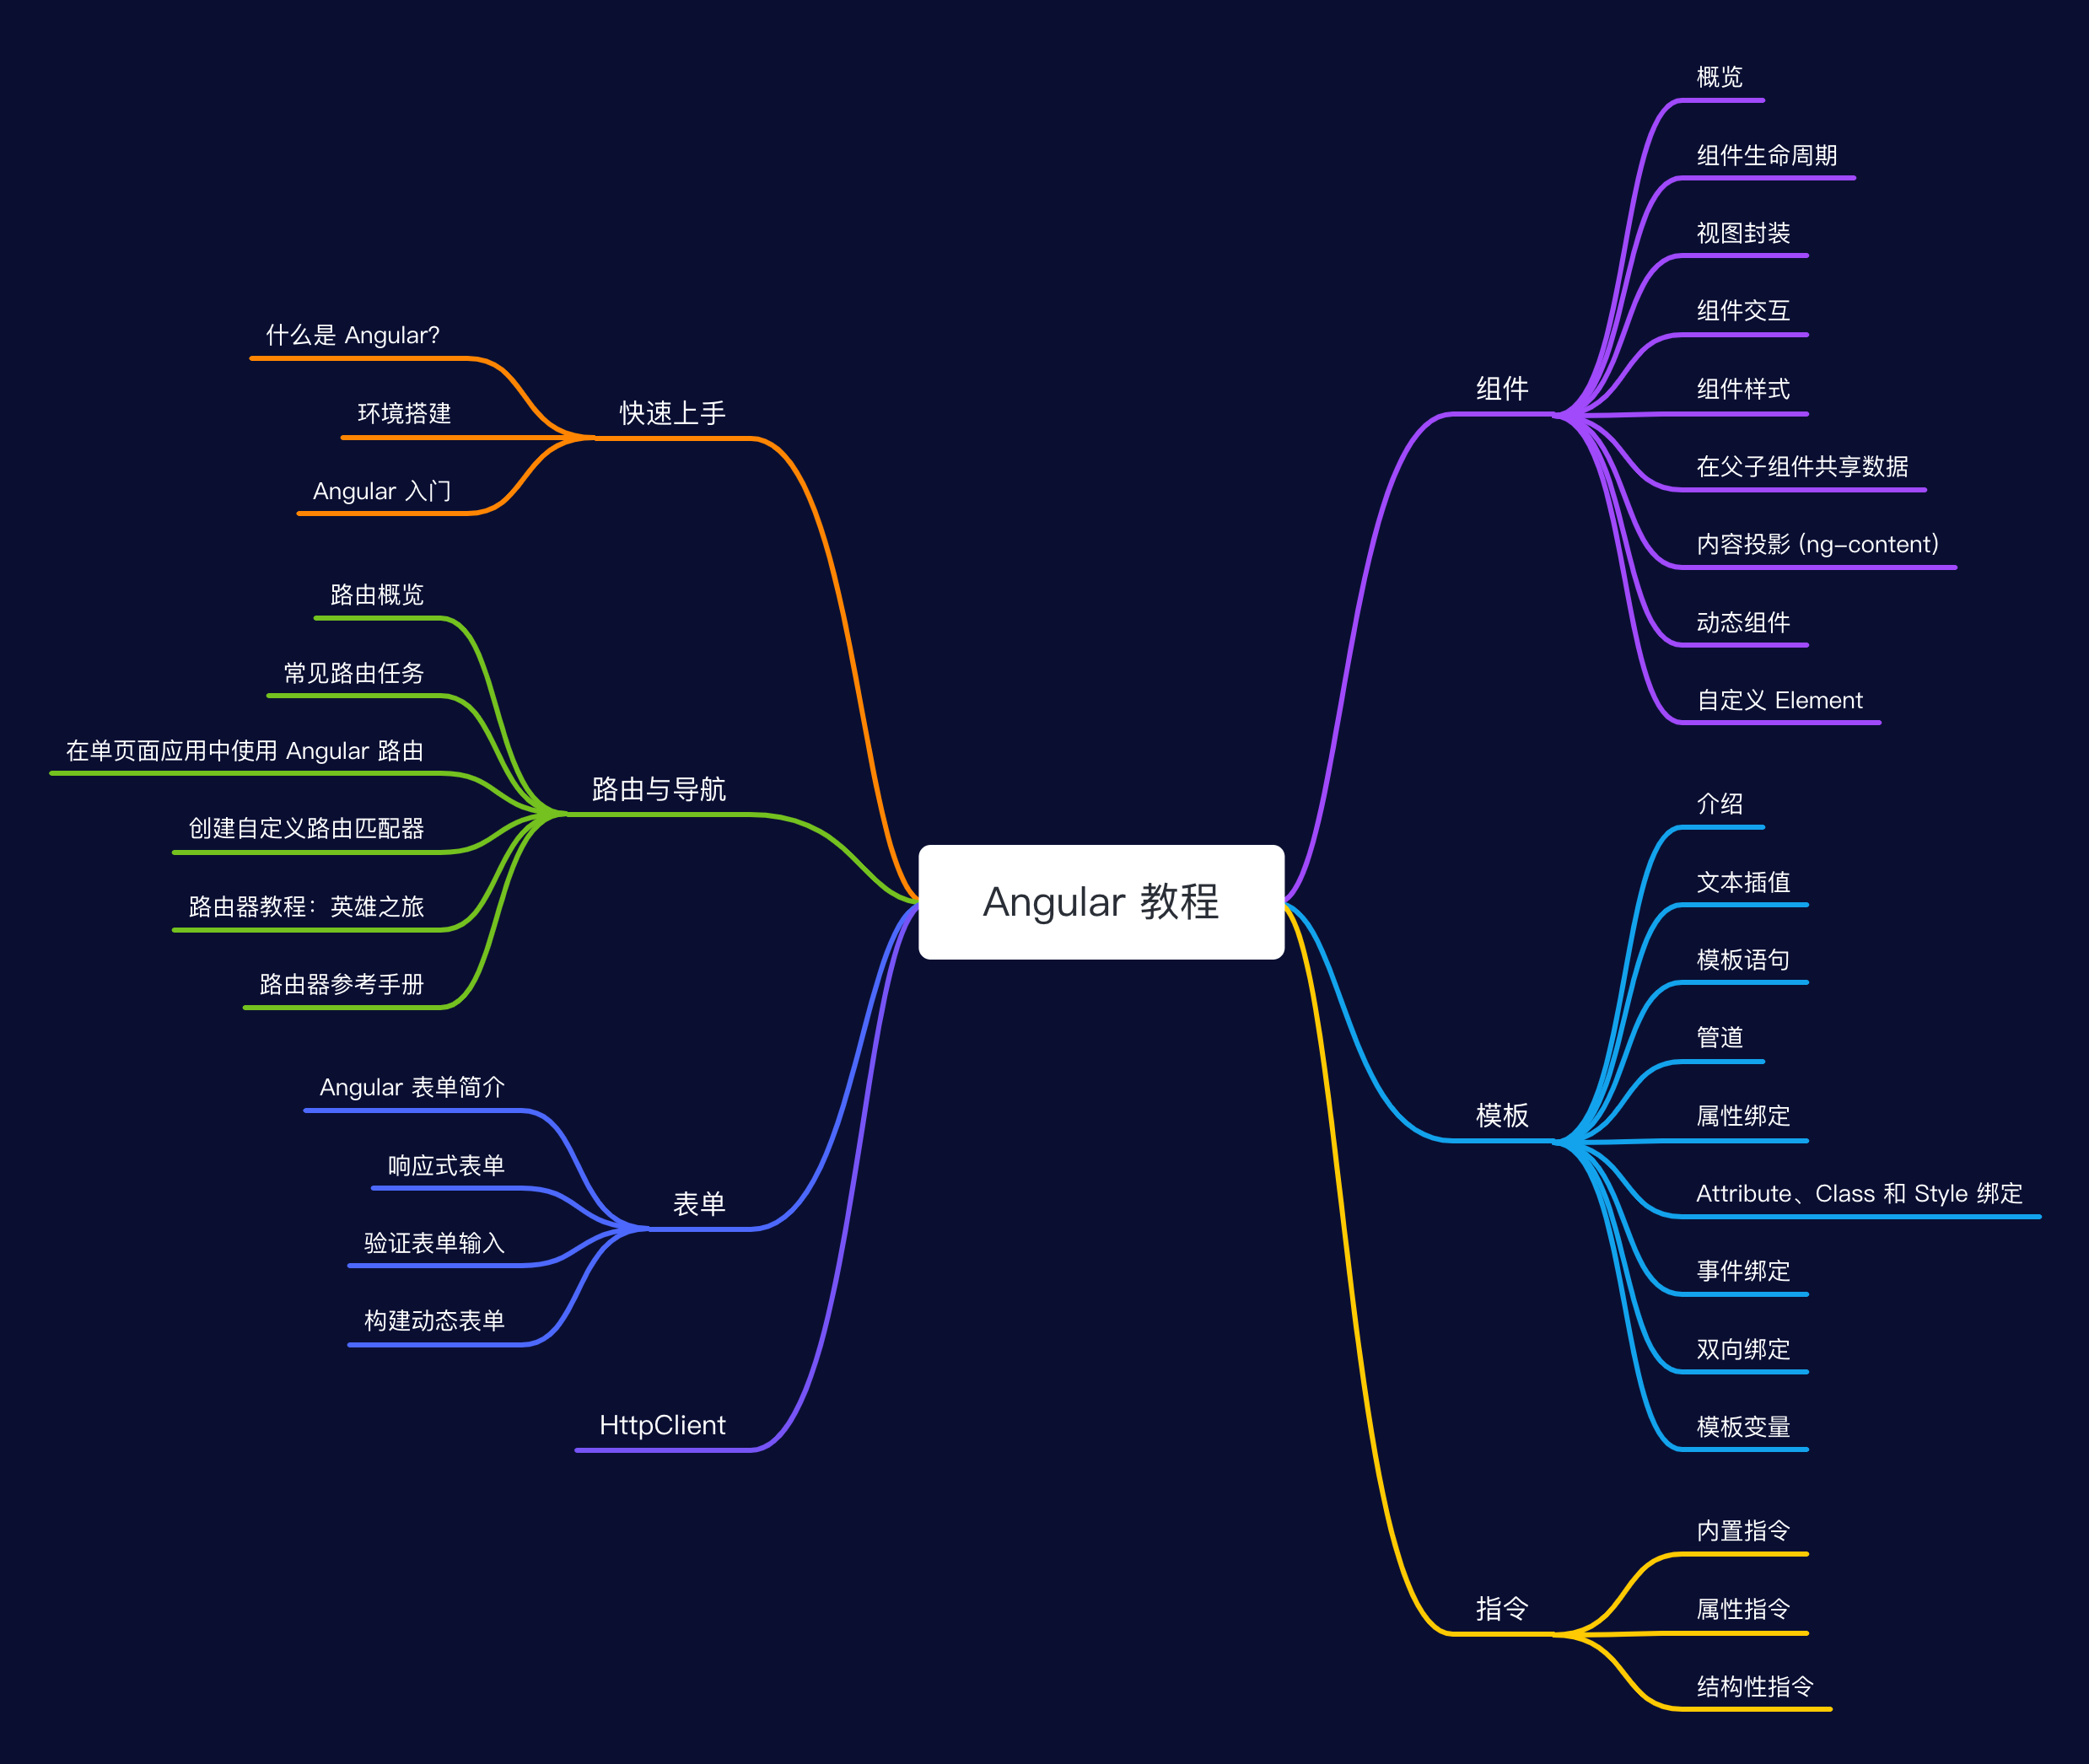 Angular 教程
快速上手
什么是 Angular?
环境搭建
Angular 入门
路由与导航
路由概览
常见路由任务
在单页面应用中使用 Angular 路由
创建自定义路由匹配器
路由器教程：英雄之旅
路由器参考手册
表单
Angular 表单简介
响应式表单
验证表单输入
构建动态表单
HttpClient
组件
概览
组件生命周期
视图封装
组件交互
组件样式
在父子组件共享数据
内容投影 (ng-content)
动态组件
自定义 Element
模板
介绍
文本插值
模板语句
管道
属性绑定
Attribute、Class 和 Style 绑定
事件绑定
双向绑定
模板变量
指令
内置指令
属性指令
结构性指令